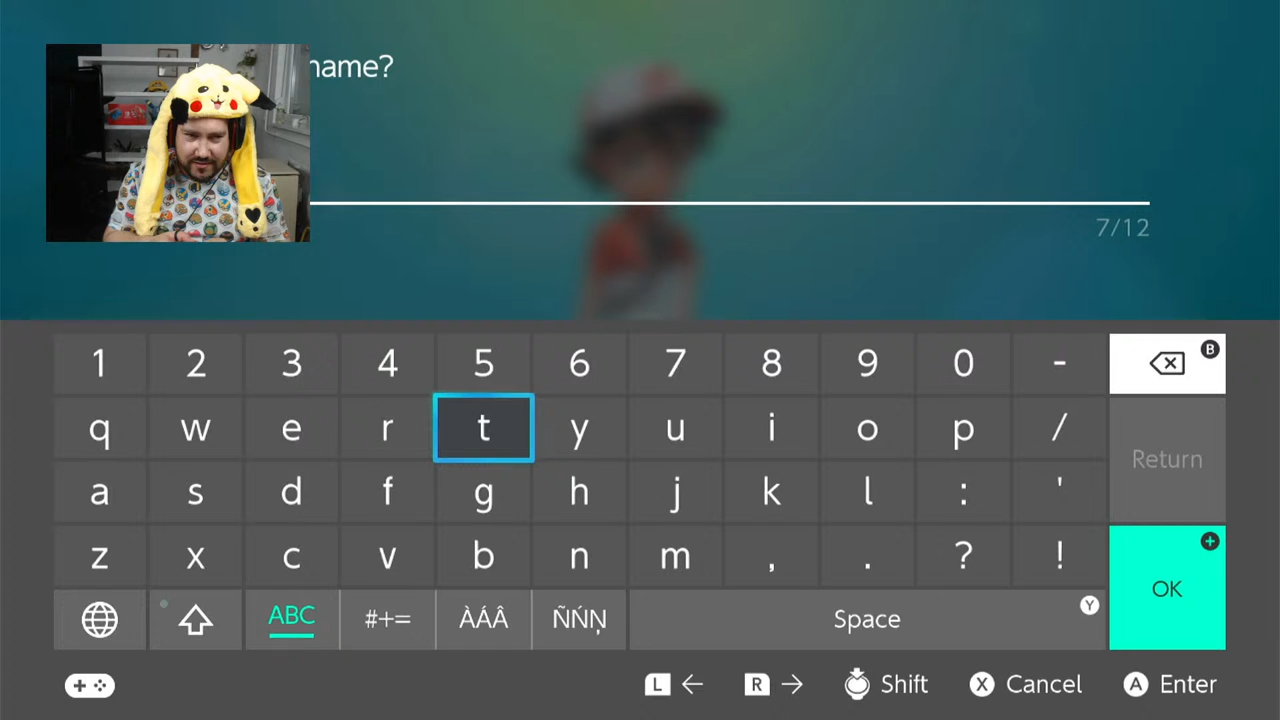 name?
7/12
1 2 3 4 5 6 7 8 9 0 - B
q w e r t y u i o p /
a s d f g h j k l : ' Return
z x c v b n m , . ? ! +
ABC #+= ÀÁÂ ÑŃŅ Space Y OK
L ← R → Shift X Cancel A Enter